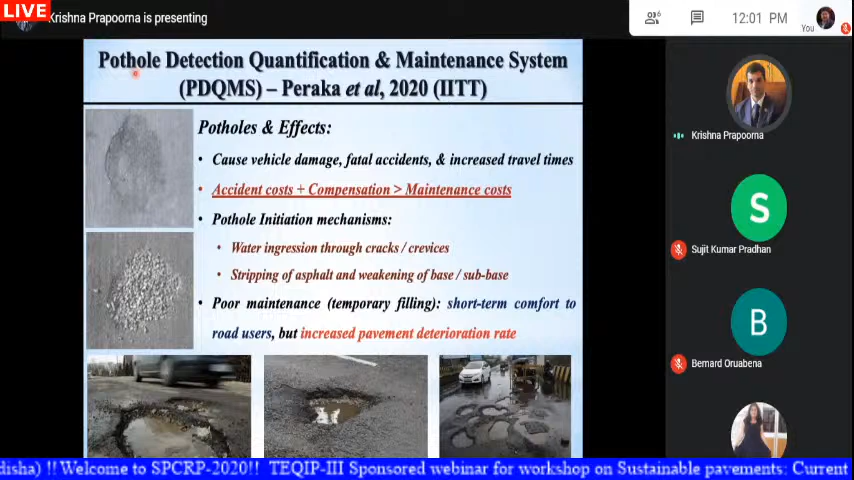 LIVE
Krishna Prapoorna is presenting
6
12:01 PM
You
Pothole Detection Quantification & Maintenance System
(PDQMS) – Peraka et al, 2020 (IITT)
Potholes & Effects:
• Cause vehicle damage, fatal accidents, & increased travel times
• Accident costs + Compensation > Maintenance costs
• Pothole Initiation mechanisms:
• Water ingression through cracks / crevices
• Stripping of asphalt and weakening of base / sub-base
• Poor maintenance (temporary filling): short-term comfort to
road users, but increased pavement deterioration rate
Krishna Prapoorna
S
Sujit Kumar Pradhan
B
Bernard Oruabena
disha) !! Welcome to SPCRP-2020!! TEQIP-III Sponsored webinar for workshop on Sustainable pavements: Current